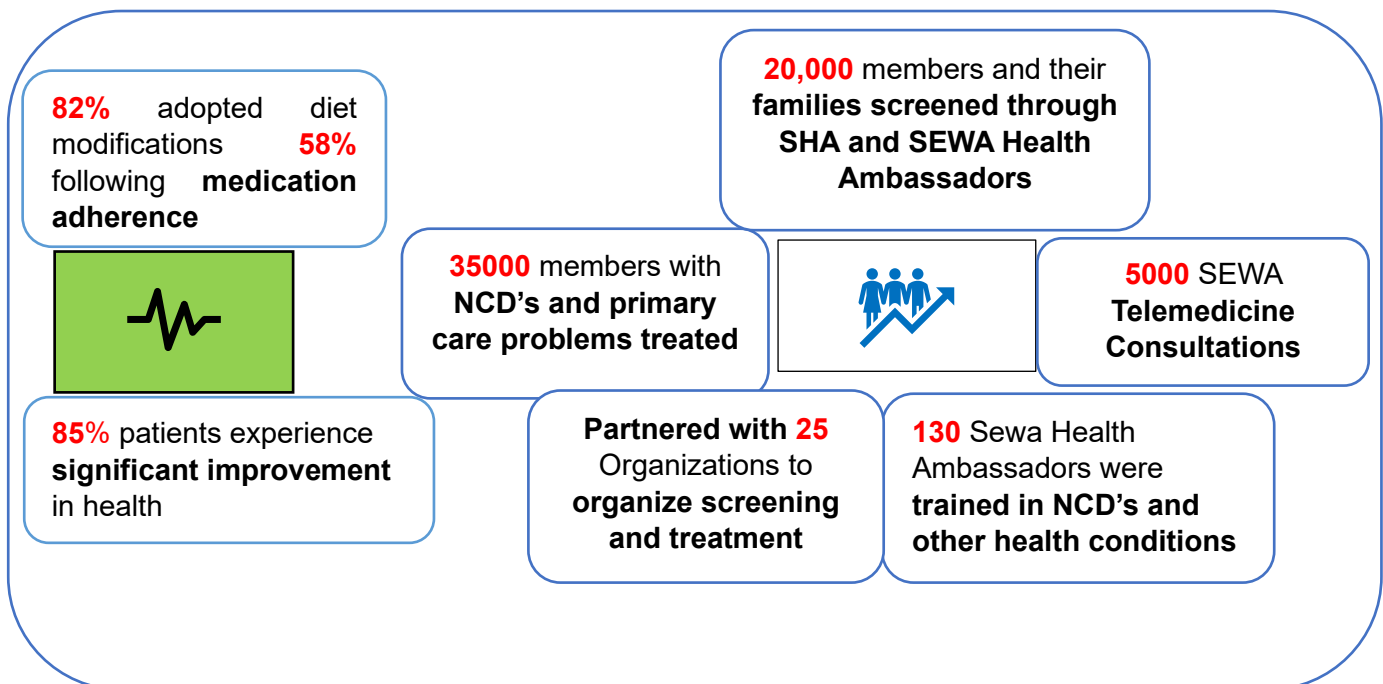 82% adopted diet
modifications 58%
following medication
adherence
20,000 members and their
families screened through
SHA and SEWA Health
Ambassadors
35000 members with
NCD's and primary
care problems treated
5000 SEWA
Telemedicine
Consultations
85% patients experience
significant improvement
in health
Partnered with 25
Organizations to
organize screening
and treatment
130 Sewa Health
Ambassadors were
trained in NCD's and
other health conditions